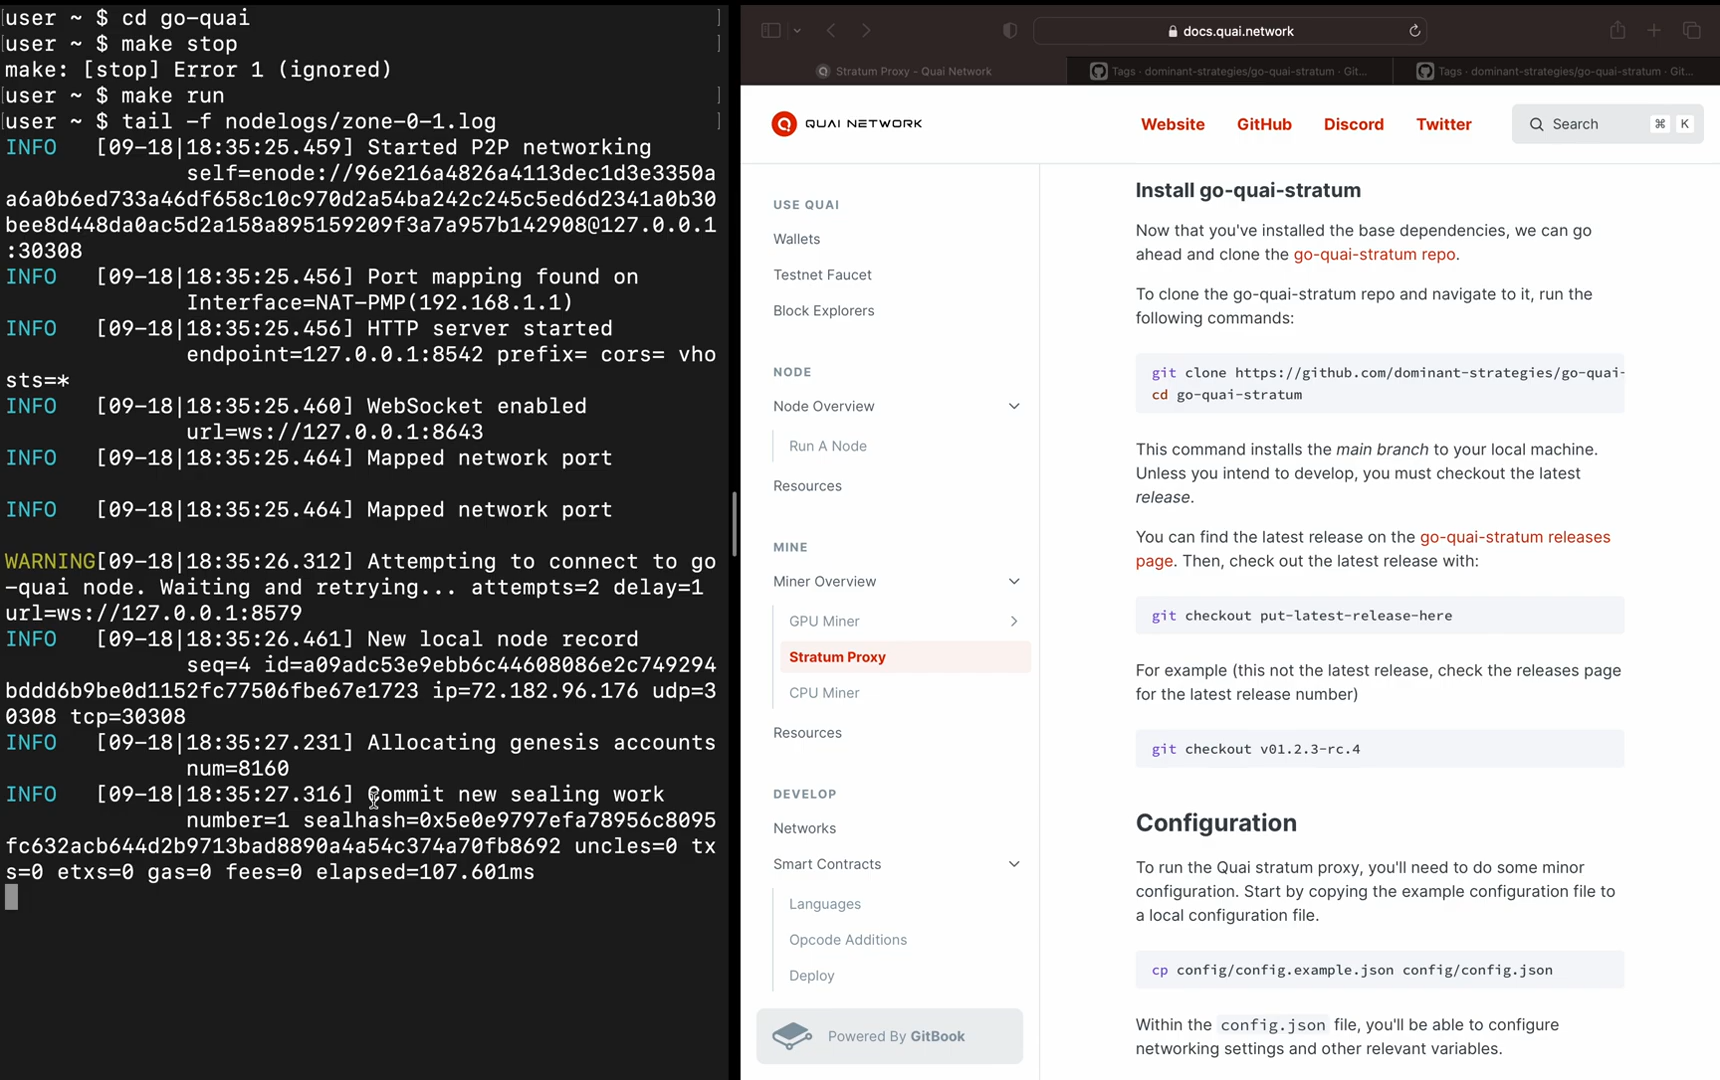 [user ~ $ cd go-quai ]
[user ~ $ make stop ]
make: [stop] Error 1 (ignored)
[user ~ $ make run ]
[user ~ $ tail -f nodelogs/zone-0-1.log ]
INFO [09-18|18:35:25.459] Started P2P networking
self=enode://96e216a4826a4113dec1d3e3350a
a6a0b6ed733a46df658c10c970d2a54ba242c245c5ed6d2341a0b30
bee8d448da0ac5d2a158a895159209f3a7a957b142908@127.0.0.1
:30308
INFO [09-18|18:35:25.456] Port mapping found on
Interface=NAT-PMP(192.168.1.1)
INFO [09-18|18:35:25.456] HTTP server started
endpoint=127.0.0.1:8542 prefix= cors= vho
sts=*
INFO [09-18|18:35:25.460] WebSocket enabled
url=ws://127.0.0.1:8643
INFO [09-18|18:35:25.464] Mapped network port
INFO [09-18|18:35:25.464] Mapped network port
WARNING[09-18|18:35:26.312] Attempting to connect to go
-quai node. Waiting and retrying... attempts=2 delay=1
url=ws://127.0.0.1:8579
INFO [09-18|18:35:26.461] New local node record
seq=4 id=a09adc53e9ebb6c44608086e2c749294
bddd6b9be0d1152fc77506fbe67e1723 ip=72.182.96.176 udp=3
0308 tcp=30308
INFO [09-18|18:35:27.231] Allocating genesis accounts
num=8160
INFO [09-18|18:35:27.316] Commit new sealing work
number=1 sealhash=0x5e0e9797efa78956c8095
fc632acb644d2b9713bad8890a4a54c374a70fb8692 uncles=0 tx
s=0 etxs=0 gas=0 fees=0 elapsed=107.601ms
docs.quai.network
Stratum Proxy - Quai Network
Tags · dominant-strategies/go-quai-stratum · Git...
Tags · dominant-strategies/go-quai-stratum · Git...
QUAI NETWORK
Website
GitHub
Discord
Twitter
Search
⌘ K
USE QUAI
Wallets
Testnet Faucet
Block Explorers
NODE
Node Overview
Run A Node
Resources
MINE
Miner Overview
GPU Miner
Stratum Proxy
CPU Miner
Resources
DEVELOP
Networks
Smart Contracts
Languages
Opcode Additions
Deploy
Powered By GitBook
Install go-quai-stratum
Now that you've installed the base dependencies, we can go
ahead and clone the go-quai-stratum repo.
To clone the go-quai-stratum repo and navigate to it, run the
following commands:
git clone https://github.com/dominant-strategies/go-quai-
cd go-quai-stratum
This command installs the main branch to your local machine.
Unless you intend to develop, you must checkout the latest
release.
You can find the latest release on the go-quai-stratum releases
page. Then, check out the latest release with:
git checkout put-latest-release-here
For example (this not the latest release, check the releases page
for the latest release number)
git checkout v01.2.3-rc.4
Configuration
To run the Quai stratum proxy, you'll need to do some minor
configuration. Start by copying the example configuration file to
a local configuration file.
cp config/config.example.json config/config.json
Within the config.json file, you'll be able to configure
networking settings and other relevant variables.